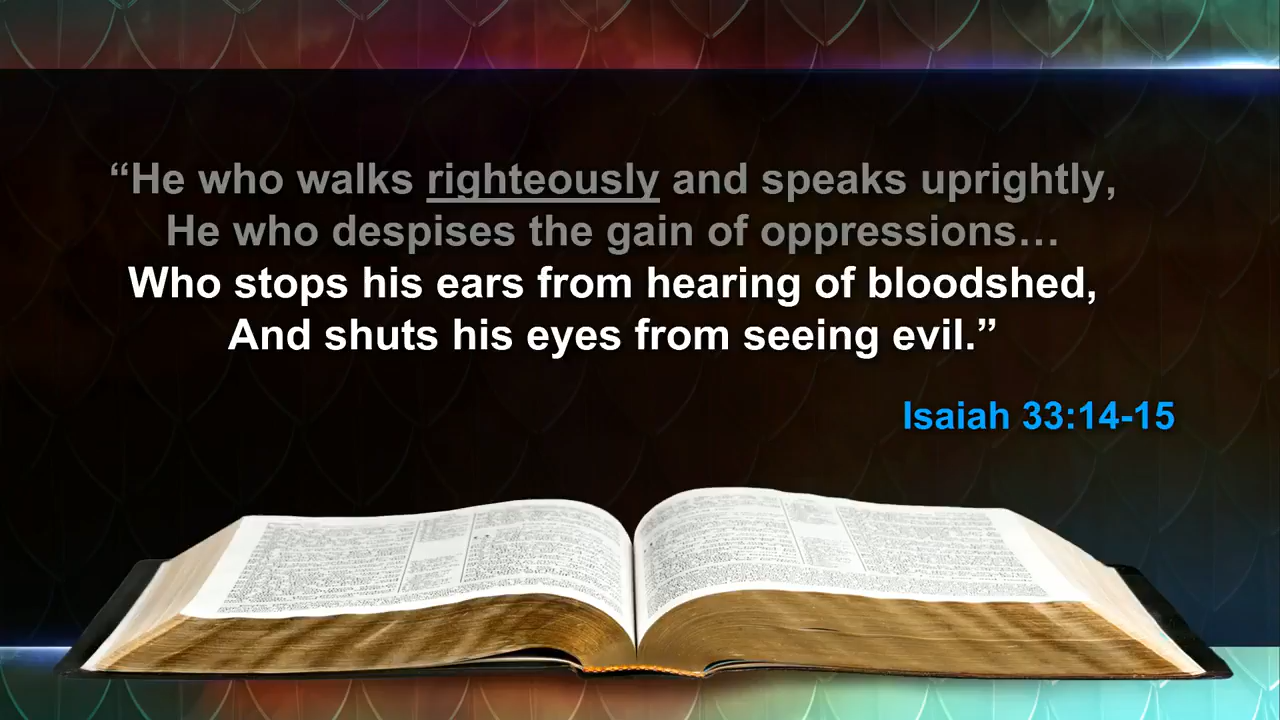 “He who walks righteously and speaks uprightly,
He who despises the gain of oppressions…
Who stops his ears from hearing of bloodshed,
And shuts his eyes from seeing evil.”
Isaiah 33:14-15